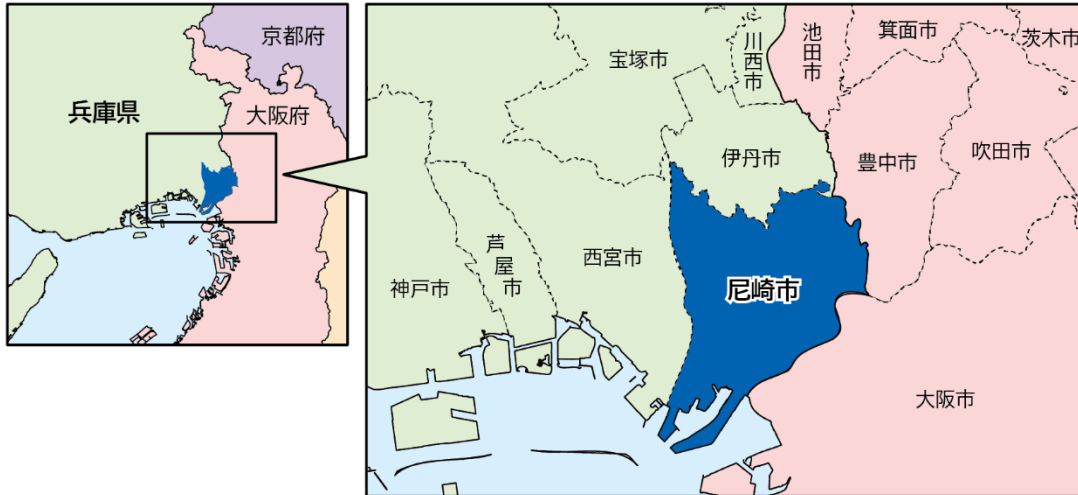 京都府
兵庫県
大阪府
川西市
池田市
箕面市
茨木市
宝塚市
伊丹市
豊中市
吹田市
芦屋市
西宮市
神戸市
尼崎市
大阪市